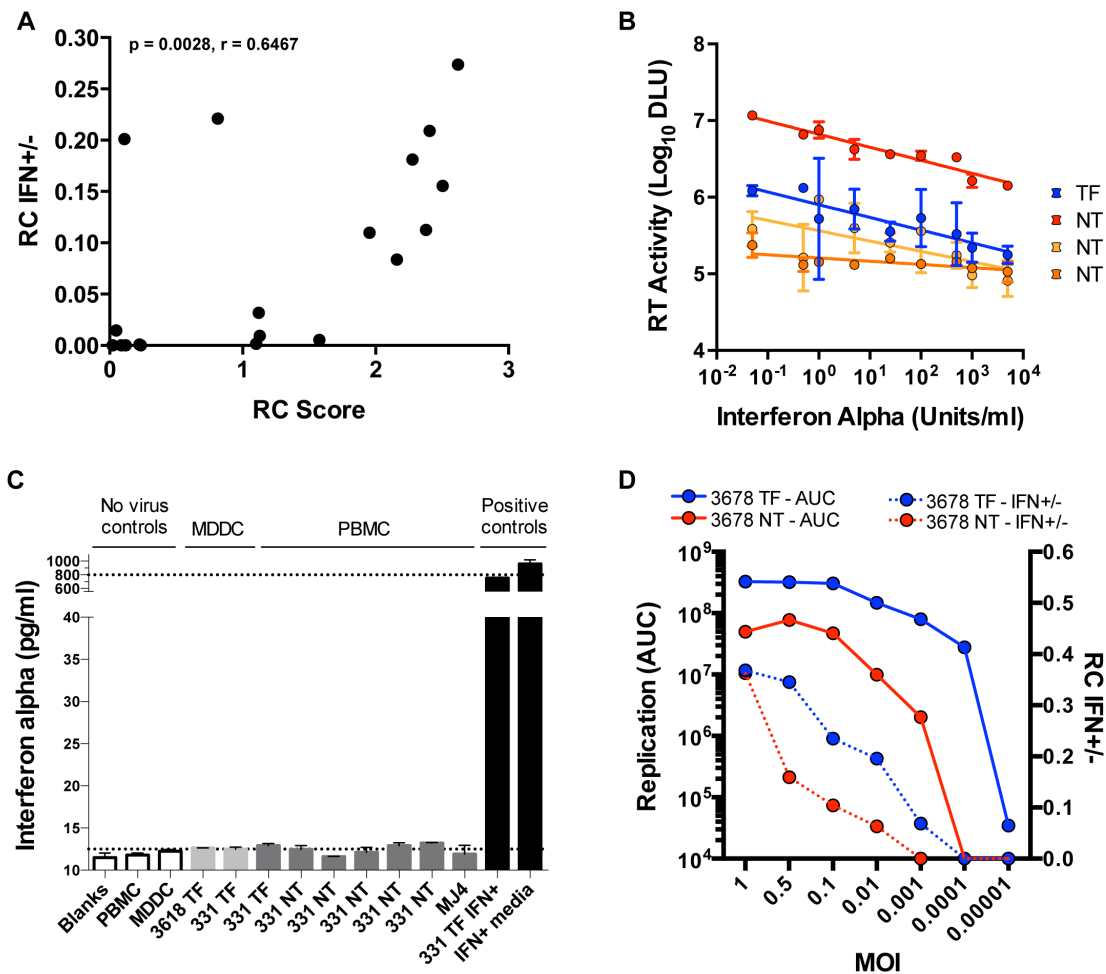 A
p = 0.0028, r = 0.6467
RC IFN+/-
0.30
0.25
0.20
0.15
0.10
0.05
0.00
0 1 2 3
RC Score
B
RT Activity (Log10 DLU)
8
7
6
5
4
10-2 10-1 100 101 102 103 104
Interferon Alpha (Units/ml)
TF
NT
NT
NT
C
No virus controls
MDDC
PBMC
Positive controls
Interferon alpha (pg/ml)
1000
800
600
40
35
30
25
20
15
10
Blanks
PBMC
MDDC
3618 TF
331 TF
331 TF
331 NT
331 NT
331 NT
331 NT
331 NT
MJ4
331 TF IFN+
IFN+ media
D
3678 TF - AUC
3678 NT - AUC
3678 TF - IFN+/-
3678 NT - IFN+/-
Replication (AUC)
109
108
107
106
105
104
RC IFN+/-
0.6
0.5
0.4
0.3
0.2
0.1
0.0
1
0.5
0.1
0.01
0.001
0.0001
0.00001
MOI